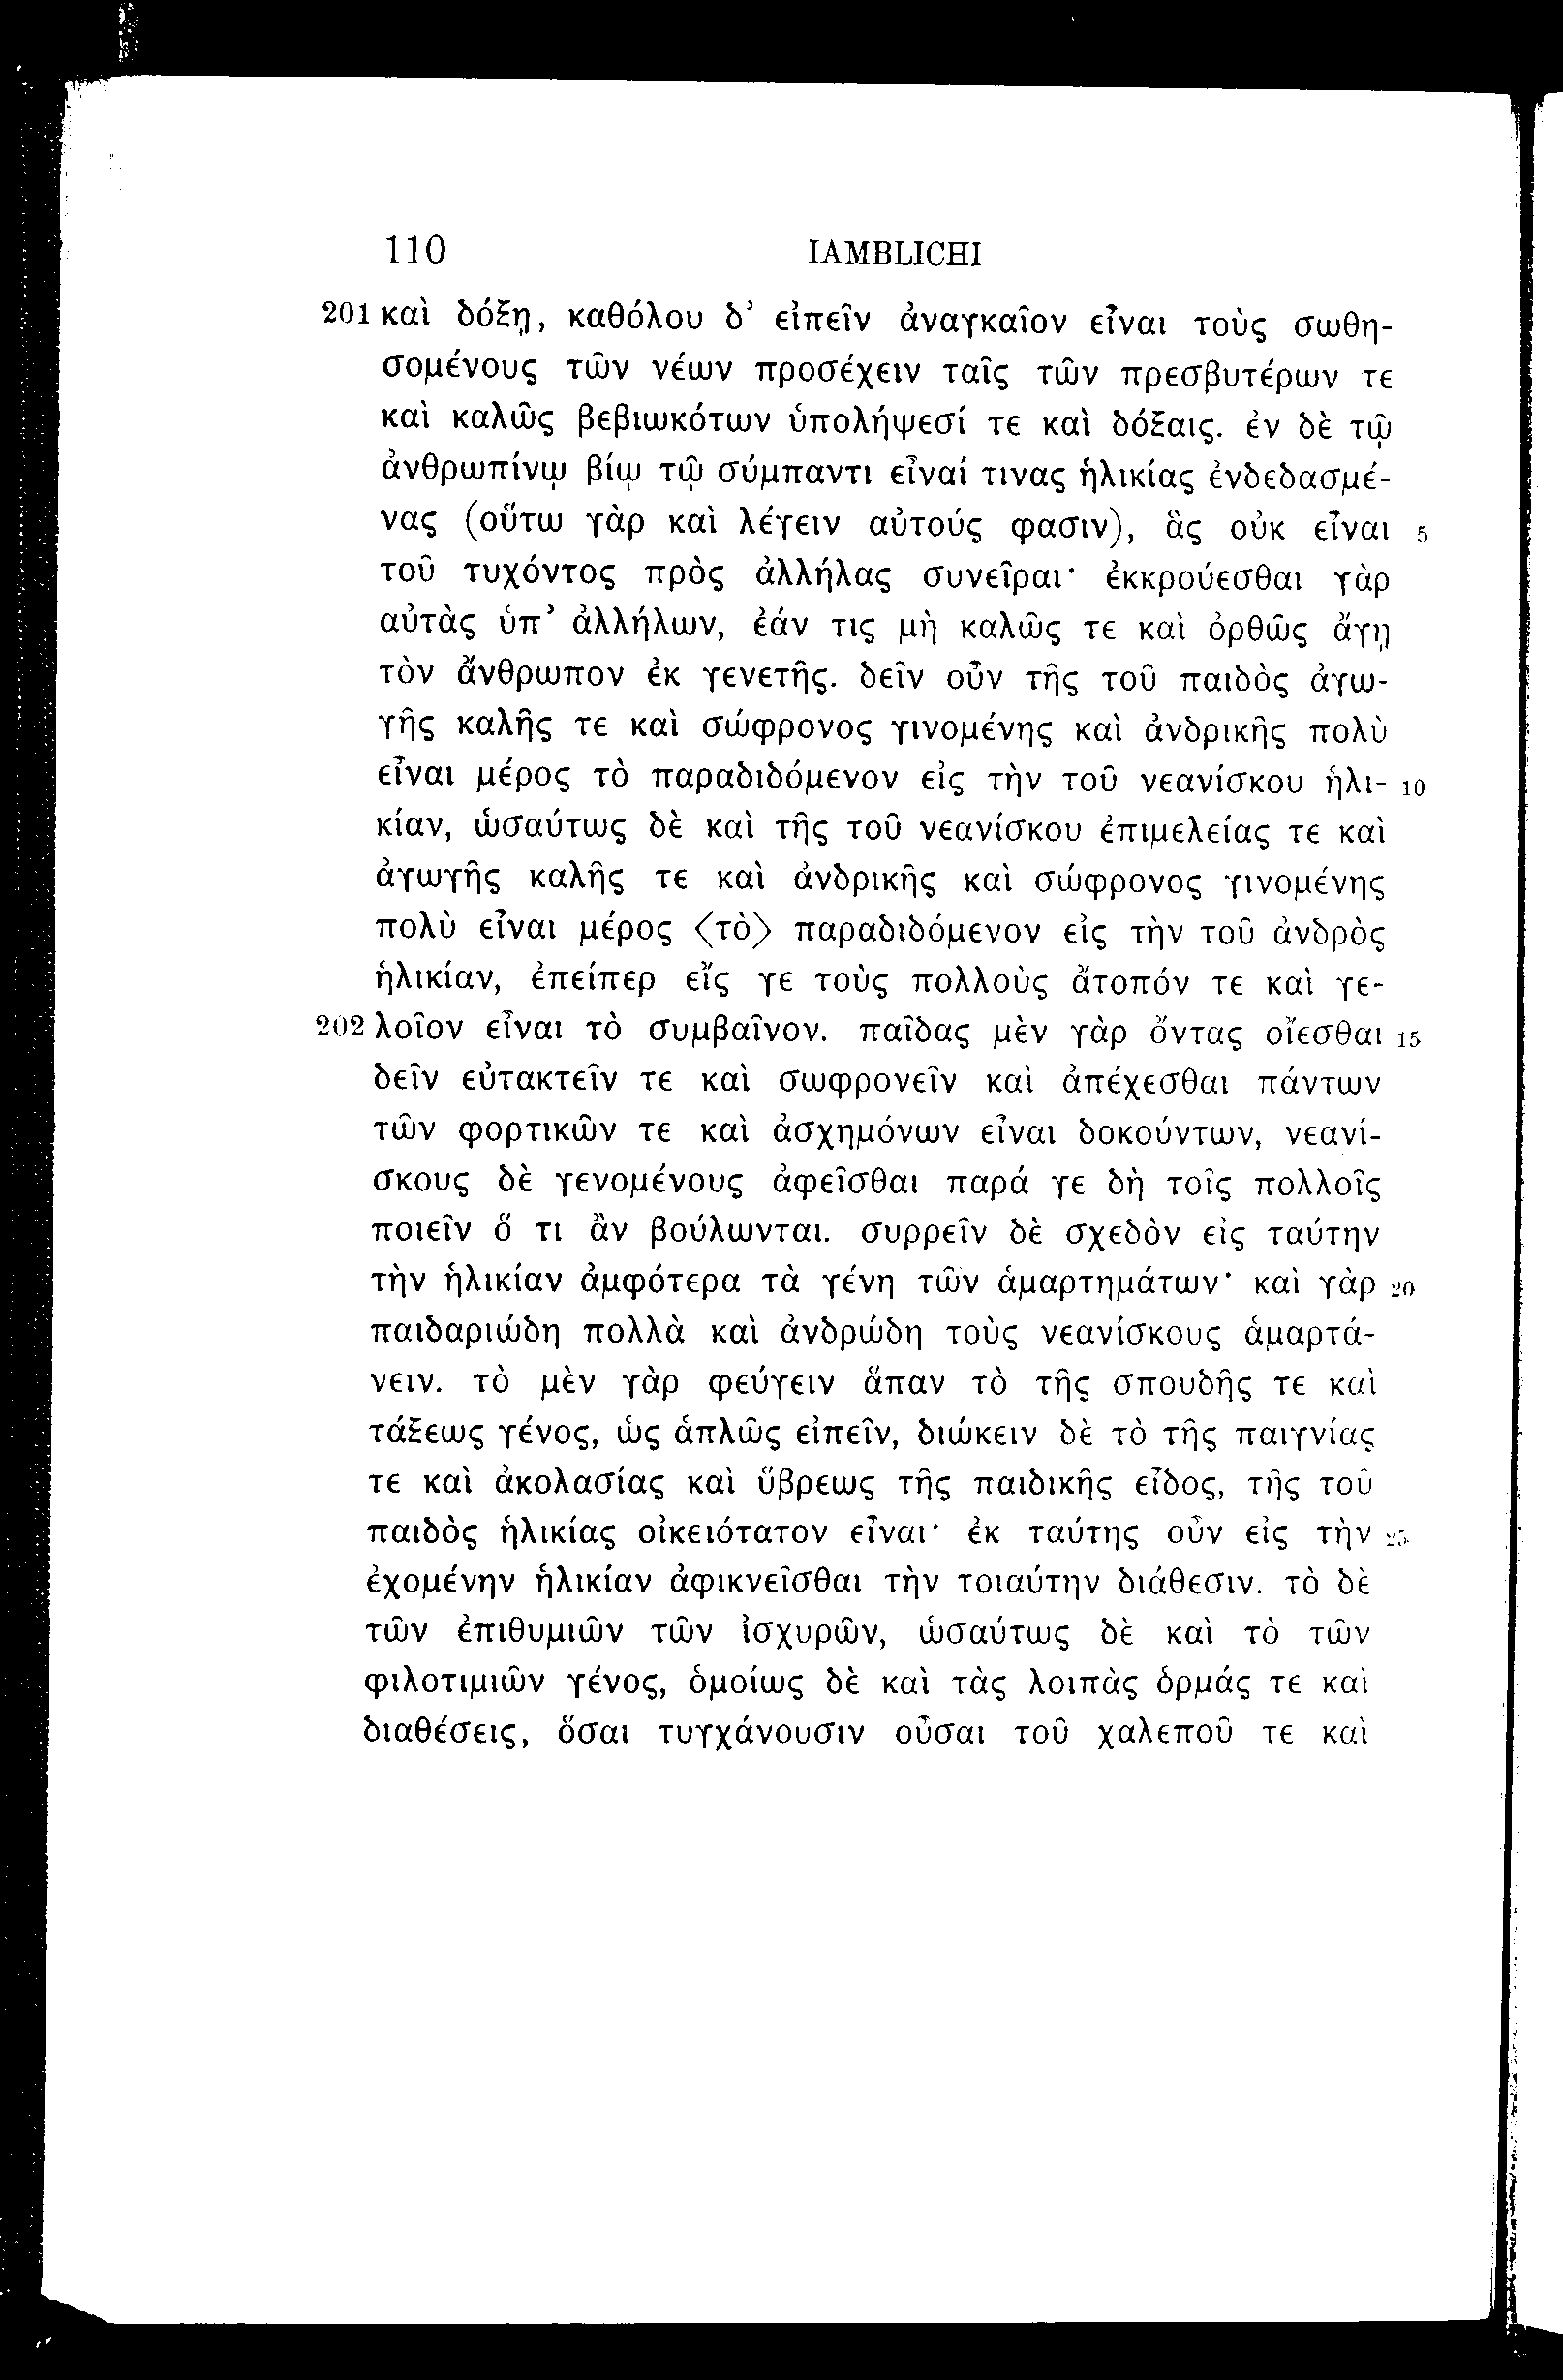 110 IAMBLICHI
201 καὶ δόξῃ, καθόλου δ᾽ εἰπεῖν ἀναγκαῖον εἶναι τοὺς σωθη-
σομένους τῶν νέων προσέχειν ταῖς τῶν πρεσβυτέρων τε
καὶ καλῶς βεβιωκότων ὑπολήψεσί τε καὶ δόξαις. ἐν δὲ τῷ
ἀνθρωπίνῳ βίῳ τῷ σύμπαντι εἶναί τινας ἡλικίας ἐνδεδασμέ-
νας (οὕτω γὰρ καὶ λέγειν αὐτούς φασιν), ἃς οὐκ εἶναι 5
τοῦ τυχόντος πρὸς ἀλλήλας συνεῖραι· ἐκκρούεσθαι γὰρ
αὐτὰς ὑπ᾽ ἀλλήλων, ἐάν τις μὴ καλῶς τε καὶ ὀρθῶς ἄγῃ
τὸν ἄνθρωπον ἐκ γενετῆς. δεῖν οὖν τῆς τοῦ παιδὸς ἀγω-
γῆς καλῆς τε καὶ σώφρονος γινομένης καὶ ἀνδρικῆς πολὺ
εἶναι μέρος τὸ παραδιδόμενον εἰς τὴν τοῦ νεανίσκου ἡλι- 10
κίαν, ὡσαύτως δὲ καὶ τῆς τοῦ νεανίσκου ἐπιμελείας τε καὶ
ἀγωγῆς καλῆς τε καὶ ἀνδρικῆς καὶ σώφρονος γινομένης
πολὺ εἶναι μέρος ⟨τὸ⟩ παραδιδόμενον εἰς τὴν τοῦ ἀνδρὸς
ἡλικίαν, ἐπείπερ εἴς γε τοὺς πολλοὺς ἄτοπόν τε καὶ γε-
202 λοῖον εἶναι τὸ συμβαῖνον. παῖδας μὲν γὰρ ὄντας οἴεσθαι 15
δεῖν εὐτακτεῖν τε καὶ σωφρονεῖν καὶ ἀπέχεσθαι πάντων
τῶν φορτικῶν τε καὶ ἀσχημόνων εἶναι δοκούντων, νεανί-
σκους δὲ γενομένους ἀφεῖσθαι παρά γε δὴ τοῖς πολλοῖς
ποιεῖν ὅ τι ἂν βούλωνται. συρρεῖν δὲ σχεδὸν εἰς ταύτην
τὴν ἡλικίαν ἀμφότερα τὰ γένη τῶν ἁμαρτημάτων· καὶ γὰρ 20
παιδαριώδη πολλὰ καὶ ἀνδρώδη τοὺς νεανίσκους ἁμαρτά-
νειν. τὸ μὲν γὰρ φεύγειν ἅπαν τὸ τῆς σπουδῆς τε καὶ
τάξεως γένος, ὡς ἁπλῶς εἰπεῖν, διώκειν δὲ τὸ τῆς παιγνίας
τε καὶ ἀκολασίας καὶ ὕβρεως τῆς παιδικῆς εἶδος, τῆς τοῦ
παιδὸς ἡλικίας οἰκειότατον εἶναι· ἐκ ταύτης οὖν εἰς τὴν 25
ἐχομένην ἡλικίαν ἀφικνεῖσθαι τὴν τοιαύτην διάθεσιν. τὸ δὲ
τῶν ἐπιθυμιῶν τῶν ἰσχυρῶν, ὡσαύτως δὲ καὶ τὸ τῶν
φιλοτιμιῶν γένος, ὁμοίως δὲ καὶ τὰς λοιπὰς ὁρμάς τε καὶ
διαθέσεις, ὅσαι τυγχάνουσιν οὖσαι τοῦ χαλεποῦ τε καὶ